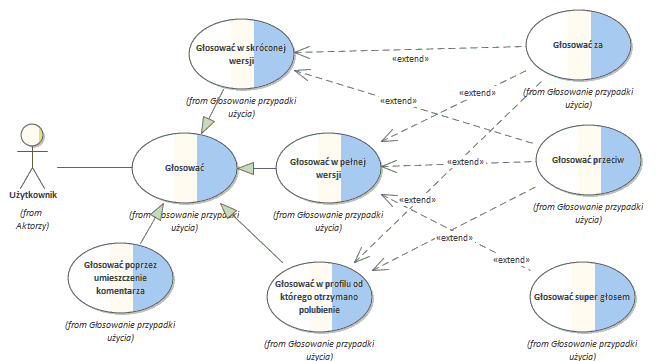 Głosować w skróconej
wersji
(from Głosowanie przypadki
użycia)
Głosować za
(from Głosowanie przypadki
użycia)
«extend»
«extend»
«extend»
Użytkownik
(from
Aktorzy)
Głosować
(from Głosowanie przypadki
użycia)
Głosować w pełnej
wersji
(from Głosowanie przypadki
użycia)
«extend»
Głosować przeciw
(from Głosowanie przypadki
użycia)
«extend»
«extend»
«extend»
Głosować poprzez
umieszczenie
komentarza
(from Głosowanie przypadki
użycia)
Głosować w profilu od
którego otrzymano
polubienie
(from Głosowanie przypadki
użycia)
Głosować super głosem
(from Głosowanie przypadki
użycia)